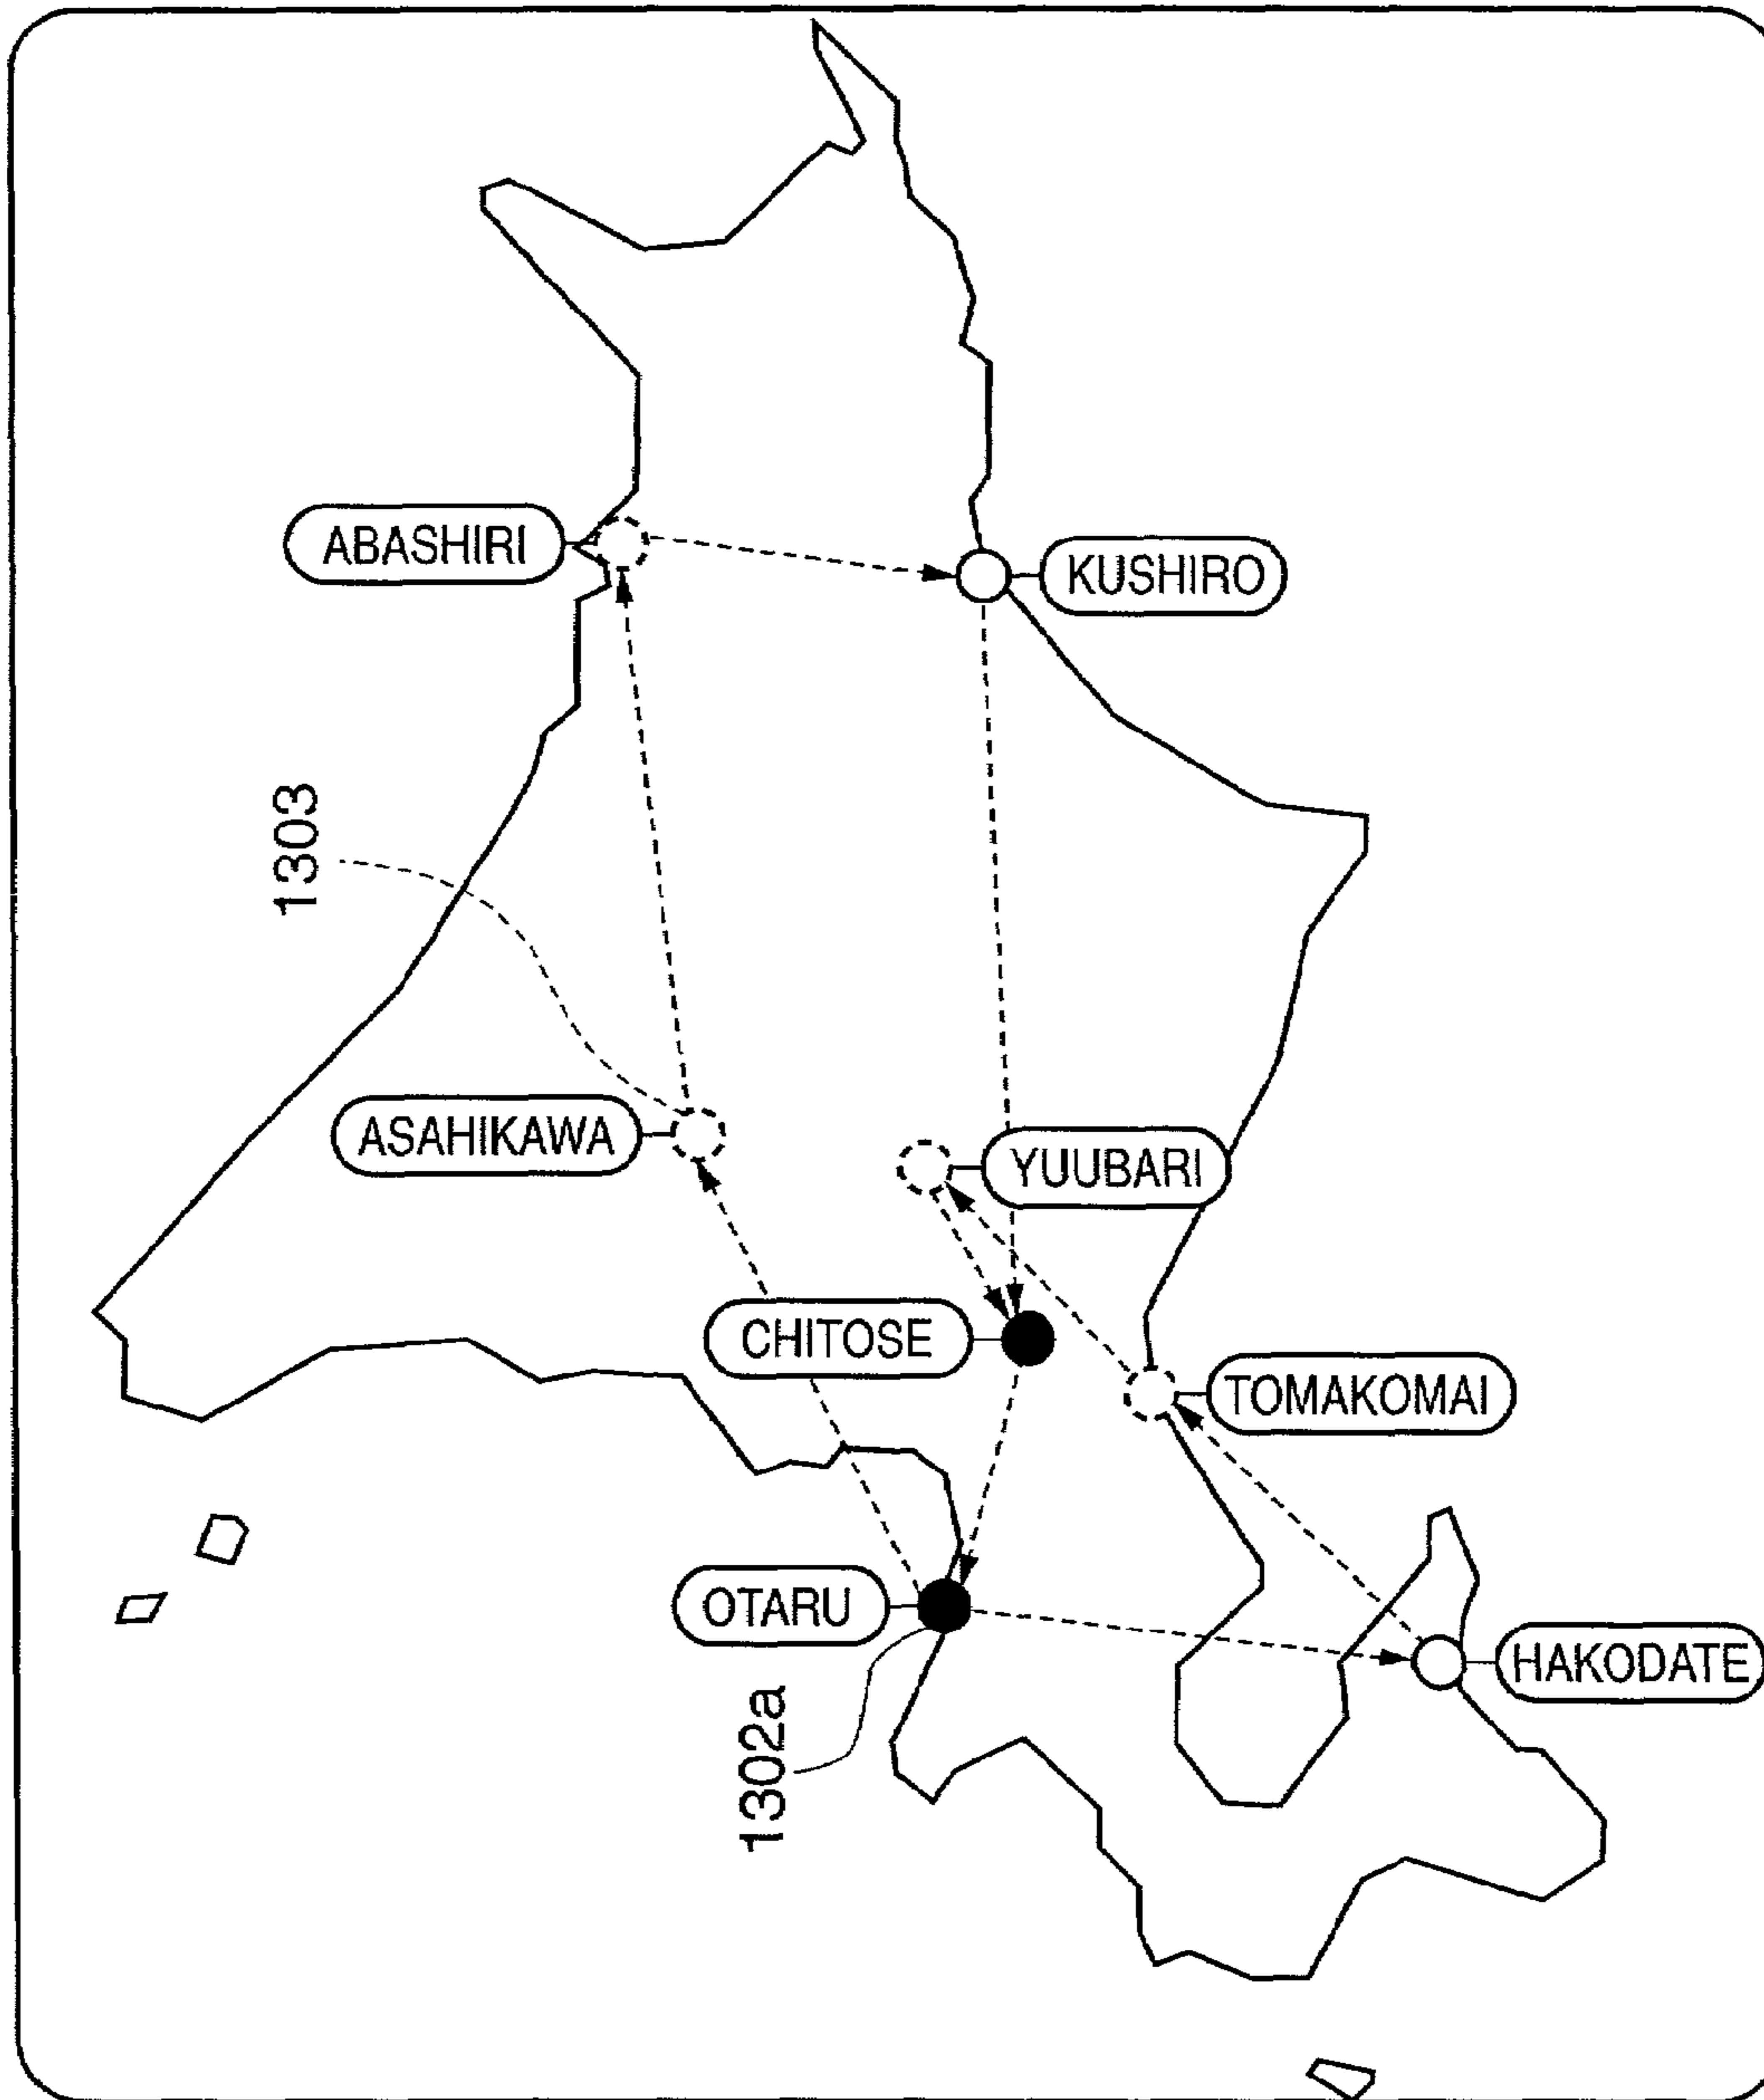 ABASHIRI
KUSHIRO
1303
ASAHIKAWA
YUUBARI
CHITOSE
TOMAKOMAI
OTARU
HAKODATE
1302a